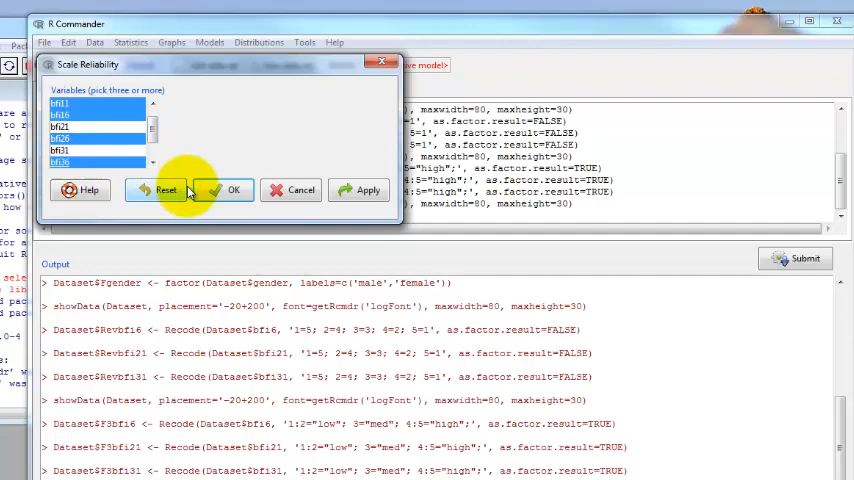 R Commander
File Edit Data Statistics Graphs Models Distributions Tools Help
Scale Reliability
Variables (pick three or more)
bfi11
bfi16
bfi21
bfi26
bfi31
bfi36
Help Reset OK Cancel Apply
ive model>
), maxwidth=80, maxheight=30)
1', as.factor.result=FALSE)
5=1', as.factor.result=FALSE)
5=1', as.factor.result=FALSE)
), maxwidth=80, maxheight=30)
="high";', as.factor.result=TRUE)
5="high";', as.factor.result=TRUE)
5="high";', as.factor.result=TRUE)
), maxwidth=80, maxheight=30)
Submit
Output
> Dataset$Fgender <- factor(Dataset$gender, labels=c('male','female'))
> showData(Dataset, placement='-20+200', font=getRcmdr('logFont'), maxwidth=80, maxheight=30)
> Dataset$Revbfi6 <- Recode(Dataset$bfi6, '1=5; 2=4; 3=3; 4=2; 5=1', as.factor.result=FALSE)
> Dataset$Revbfi21 <- Recode(Dataset$bfi21, '1=5; 2=4; 3=3; 4=2; 5=1', as.factor.result=FALSE)
> Dataset$Revbfi31 <- Recode(Dataset$bfi31, '1=5; 2=4; 3=3; 4=2; 5=1', as.factor.result=FALSE)
> showData(Dataset, placement='-20+200', font=getRcmdr('logFont'), maxwidth=80, maxheight=30)
> Dataset$F3bfi6 <- Recode(Dataset$bfi6, '1:2="low"; 3="med"; 4:5="high";', as.factor.result=TRUE)
> Dataset$F3bfi21 <- Recode(Dataset$bfi21, '1:2="low"; 3="med"; 4:5="high";', as.factor.result=TRUE)
> Dataset$F3bfi31 <- Recode(Dataset$bfi31, '1:2="low"; 3="med"; 4:5="high";', as.factor.result=TRUE)